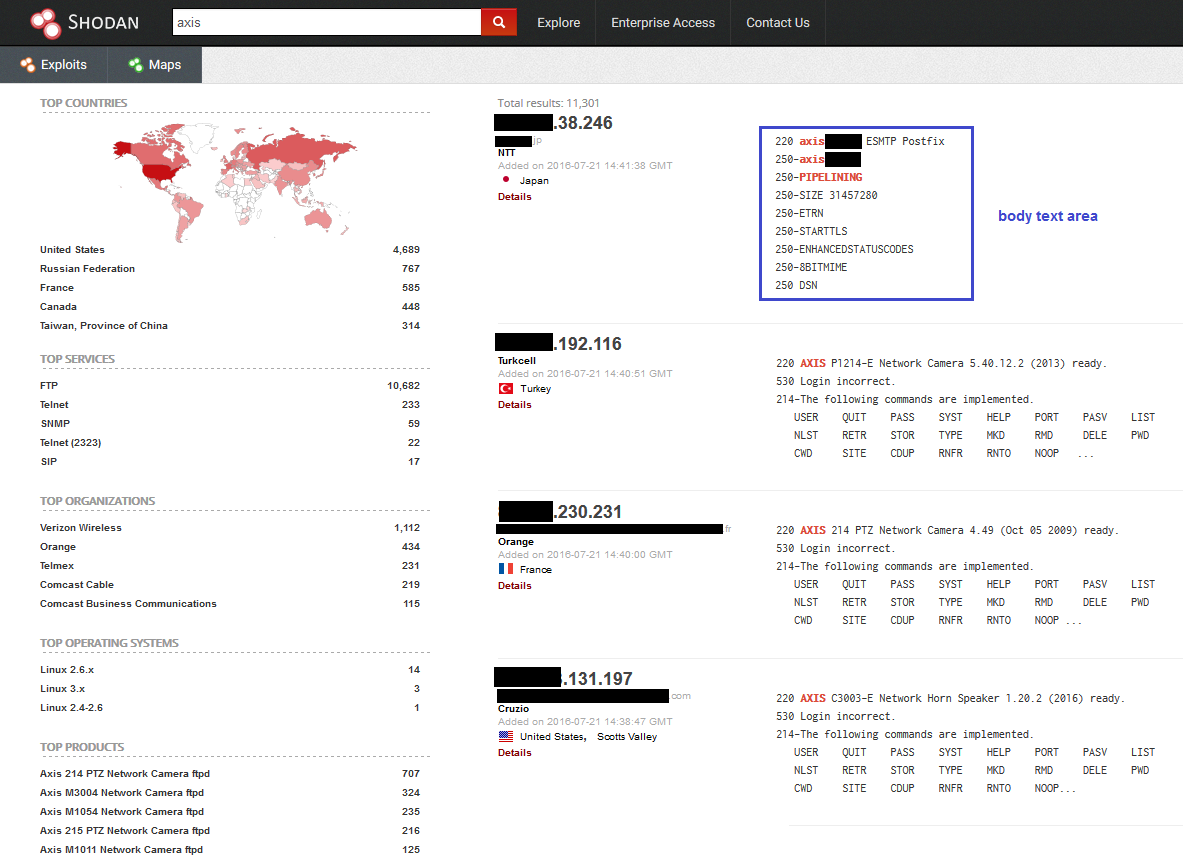 SHODAN
axis
Explore
Enterprise Access
Contact Us
Exploits
Maps
TOP COUNTRIES
United States 4,689
Russian Federation 767
France 585
Canada 448
Taiwan, Province of China 314
TOP SERVICES
FTP 10,682
Telnet 233
SNMP 59
Telnet (2323) 22
SIP 17
TOP ORGANIZATIONS
Verizon Wireless 1,112
Orange 434
Telmex 231
Comcast Cable 219
Comcast Business Communications 115
TOP OPERATING SYSTEMS
Linux 2.6.x 14
Linux 3.x 3
Linux 2.4-2.6 1
TOP PRODUCTS
Axis 214 PTZ Network Camera ftpd 707
Axis M3004 Network Camera ftpd 324
Axis M1054 Network Camera ftpd 235
Axis 215 PTZ Network Camera ftpd 216
Axis M1011 Network Camera ftpd 125
Total results: 11,301
.38.246
jp
NTT
Added on 2016-07-21 14:41:38 GMT
Japan
Details
220 axis ESMTP Postfix
250-axis
250-PIPELINING
250-SIZE 31457280
250-ETRN
250-STARTTLS
250-ENHANCEDSTATUSCODES
250-8BITMIME
250 DSN
body text area
.192.116
Turkcell
Added on 2016-07-21 14:40:51 GMT
Turkey
Details
220 AXIS P1214-E Network Camera 5.40.12.2 (2013) ready.
530 Login incorrect.
214-The following commands are implemented.
USER QUIT PASS SYST HELP PORT PASV LIST
NLST RETR STOR TYPE MKD RMD DELE PWD
CWD SITE CDUP RNFR RNTO NOOP ...
.230.231
.fr
Orange
Added on 2016-07-21 14:40:00 GMT
France
Details
220 AXIS 214 PTZ Network Camera 4.49 (Oct 05 2009) ready.
530 Login incorrect.
214-The following commands are implemented.
USER QUIT PASS SYST HELP PORT PASV LIST
NLST RETR STOR TYPE MKD RMD DELE PWD
CWD SITE CDUP RNFR RNTO NOOP ...
.131.197
.com
Cruzio
Added on 2016-07-21 14:38:47 GMT
United States, Scotts Valley
Details
220 AXIS C3003-E Network Horn Speaker 1.20.2 (2016) ready.
530 Login incorrect.
214-The following commands are implemented.
USER QUIT PASS SYST HELP PORT PASV LIST
NLST RETR STOR TYPE MKD RMD DELE PWD
CWD SITE CDUP RNFR RNTO NOOP...